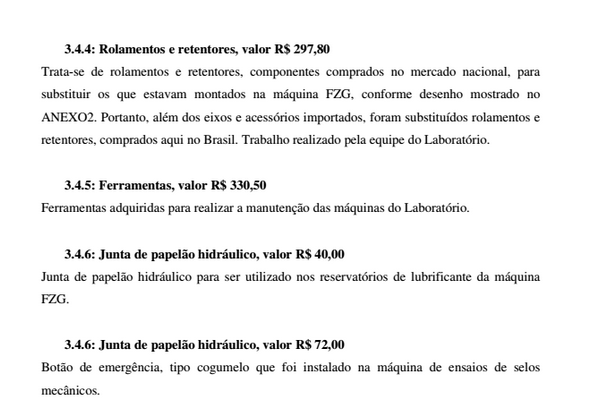 3.4.4: Rolamentos e retentores, valor R$ 297,80
Trata-se de rolamentos e retentores, componentes comprados no mercado nacional, para
substituir os que estavam montados na máquina FZG, conforme desenho mostrado no
ANEXO2. Portanto, além dos eixos e acessórios importados, foram substituídos rolamentos e
retentores, comprados aqui no Brasil. Trabalho realizado pela equipe do Laboratório.
3.4.5: Ferramentas, valor R$ 330,50
Ferramentas adquiridas para realizar a manutenção das máquinas do Laboratório.
3.4.6: Junta de papelão hidráulico, valor R$ 40,00
Junta de papelão hidráulico para ser utilizado nos reservatórios de lubrificante da máquina
FZG.
3.4.6: Junta de papelão hidráulico, valor R$ 72,00
Botão de emergência, tipo cogumelo que foi instalado na máquina de ensaios de selos
mecânicos.